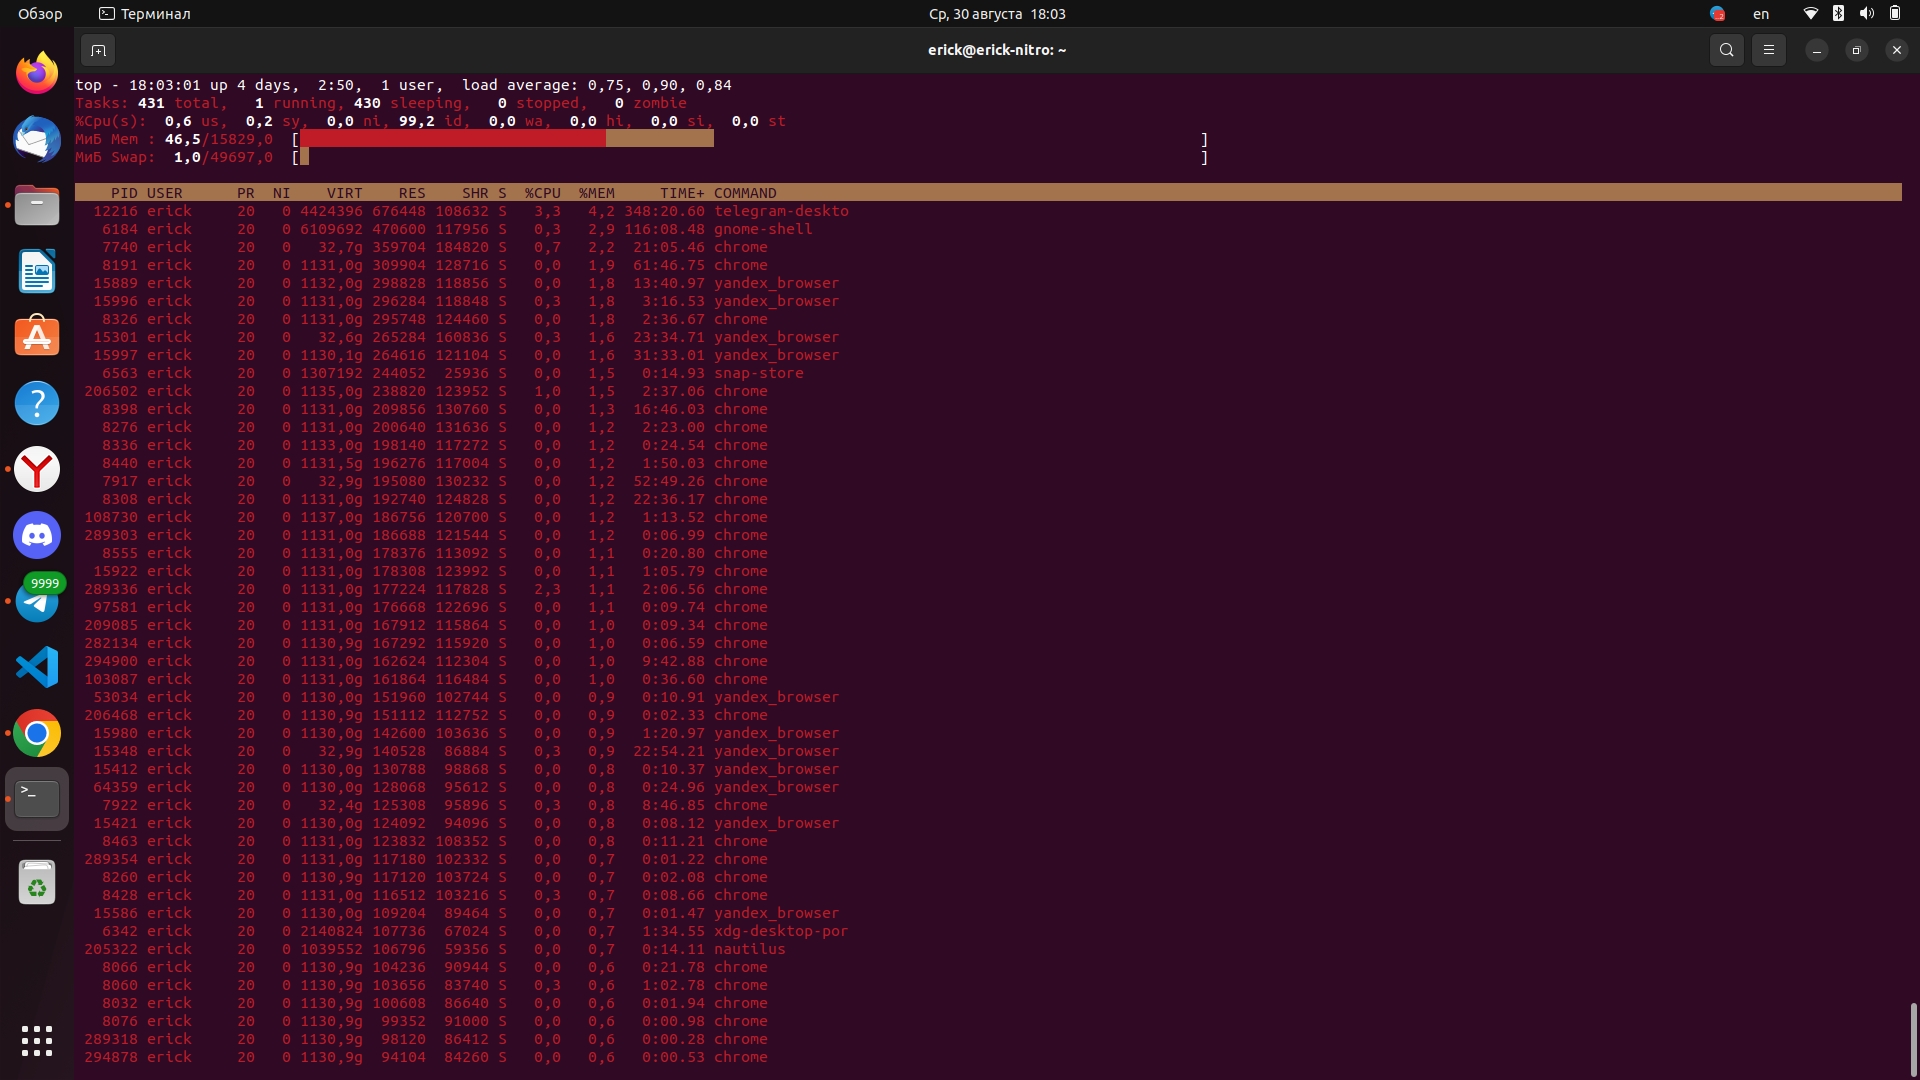 Обзор Терминал Ср, 30 августа 18:03 en
erick@erick-nitro: ~
top - 18:03:01 up 4 days, 2:50, 1 user, load average: 0,75, 0,90, 0,84
Tasks: 431 total, 1 running, 430 sleeping, 0 stopped, 0 zombie
%Cpu(s): 0,6 us, 0,2 sy, 0,0 ni, 99,2 id, 0,0 wa, 0,0 hi, 0,0 si, 0,0 st
МиБ Mem : 46,5/15829,0 [ ]
МиБ Swap: 1,0/49697,0 [ ]
PID USER PR NI VIRT RES SHR S %CPU %MEM TIME+ COMMAND
12216 erick 20 0 4424396 676448 108632 S 3,3 4,2 348:20.60 telegram-deskto
6184 erick 20 0 6109692 470600 117956 S 0,3 2,9 116:08.48 gnome-shell
7740 erick 20 0 32,7g 359704 184820 S 0,7 2,2 21:05.46 chrome
8191 erick 20 0 1131,0g 309904 128716 S 0,0 1,9 61:46.75 chrome
15889 erick 20 0 1132,0g 298828 118856 S 0,0 1,8 13:40.97 yandex_browser
15996 erick 20 0 1131,0g 296284 118848 S 0,3 1,8 3:16.53 yandex_browser
8326 erick 20 0 1131,0g 295748 124460 S 0,0 1,8 2:36.67 chrome
15301 erick 20 0 32,6g 265284 160836 S 0,3 1,6 23:34.71 yandex_browser
15997 erick 20 0 1130,1g 264616 121104 S 0,0 1,6 31:33.01 yandex_browser
6563 erick 20 0 1307192 244052 25936 S 0,0 1,5 0:14.93 snap-store
206502 erick 20 0 1135,0g 238820 123952 S 1,0 1,5 2:37.06 chrome
8398 erick 20 0 1131,0g 209856 130760 S 0,0 1,3 16:46.03 chrome
8276 erick 20 0 1131,0g 200640 131636 S 0,0 1,2 2:23.00 chrome
8336 erick 20 0 1133,0g 198140 117272 S 0,0 1,2 0:24.54 chrome
8440 erick 20 0 1131,5g 196276 117004 S 0,0 1,2 1:50.03 chrome
7917 erick 20 0 32,9g 195080 130232 S 0,0 1,2 52:49.26 chrome
8308 erick 20 0 1131,0g 192740 124828 S 0,0 1,2 22:36.17 chrome
108730 erick 20 0 1137,0g 186756 120700 S 0,0 1,2 1:13.52 chrome
289303 erick 20 0 1131,0g 186688 121544 S 0,0 1,2 0:06.99 chrome
8555 erick 20 0 1131,0g 178376 113092 S 0,0 1,1 0:20.80 chrome
15922 erick 20 0 1131,0g 178308 123992 S 0,0 1,1 1:05.79 chrome
289336 erick 20 0 1131,0g 177224 117828 S 2,3 1,1 2:06.56 chrome
97581 erick 20 0 1131,0g 176668 122696 S 0,0 1,1 0:09.74 chrome
209085 erick 20 0 1131,0g 167912 115864 S 0,0 1,0 0:09.34 chrome
282134 erick 20 0 1130,9g 167292 115920 S 0,0 1,0 0:06.59 chrome
294900 erick 20 0 1131,0g 162624 112304 S 0,0 1,0 9:42.88 chrome
103087 erick 20 0 1131,0g 161864 116484 S 0,0 1,0 0:36.60 chrome
53034 erick 20 0 1130,0g 151960 102744 S 0,0 0,9 0:10.91 yandex_browser
206468 erick 20 0 1130,9g 151112 112752 S 0,0 0,9 0:02.33 chrome
15980 erick 20 0 1130,0g 142600 103636 S 0,0 0,9 1:20.97 yandex_browser
15348 erick 20 0 32,9g 140528 86884 S 0,3 0,9 22:54.21 yandex_browser
15412 erick 20 0 1130,0g 130788 98868 S 0,0 0,8 0:10.37 yandex_browser
64359 erick 20 0 1130,0g 128068 95612 S 0,0 0,8 0:24.96 yandex_browser
7922 erick 20 0 32,4g 125308 95896 S 0,3 0,8 8:46.85 chrome
15421 erick 20 0 1130,0g 124092 94096 S 0,0 0,8 0:08.12 yandex_browser
8463 erick 20 0 1131,0g 123832 108352 S 0,0 0,8 0:11.21 chrome
289354 erick 20 0 1131,0g 117180 102332 S 0,0 0,7 0:01.22 chrome
8260 erick 20 0 1130,9g 117120 103724 S 0,0 0,7 0:02.08 chrome
8428 erick 20 0 1131,0g 116512 103216 S 0,3 0,7 0:08.66 chrome
15586 erick 20 0 1130,0g 109204 89464 S 0,0 0,7 0:01.47 yandex_browser
6342 erick 20 0 2140824 107736 67024 S 0,0 0,7 1:34.55 xdg-desktop-por
205322 erick 20 0 1039552 106796 59356 S 0,0 0,7 0:14.11 nautilus
8066 erick 20 0 1130,9g 104236 90944 S 0,0 0,6 0:21.78 chrome
8060 erick 20 0 1130,9g 103656 83740 S 0,3 0,6 1:02.78 chrome
8032 erick 20 0 1130,9g 100608 86640 S 0,0 0,6 0:01.94 chrome
8076 erick 20 0 1130,9g 99352 91000 S 0,0 0,6 0:00.98 chrome
289318 erick 20 0 1130,9g 98120 86412 S 0,0 0,6 0:00.28 chrome
294878 erick 20 0 1130,9g 94104 84260 S 0,0 0,6 0:00.53 chrome
9999